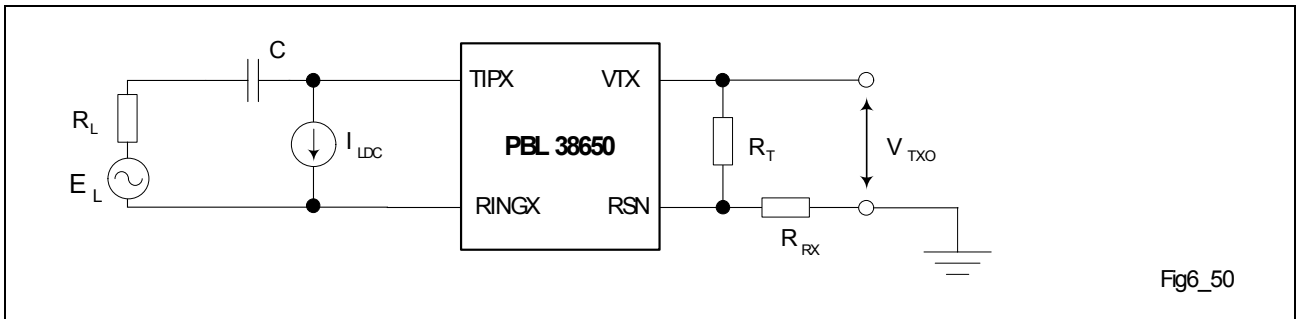 C
TIPX
VTX
R L
I LDC
PBL 38650
R T
V TXO
E L
RINGX
RSN
R RX
Fig6_50